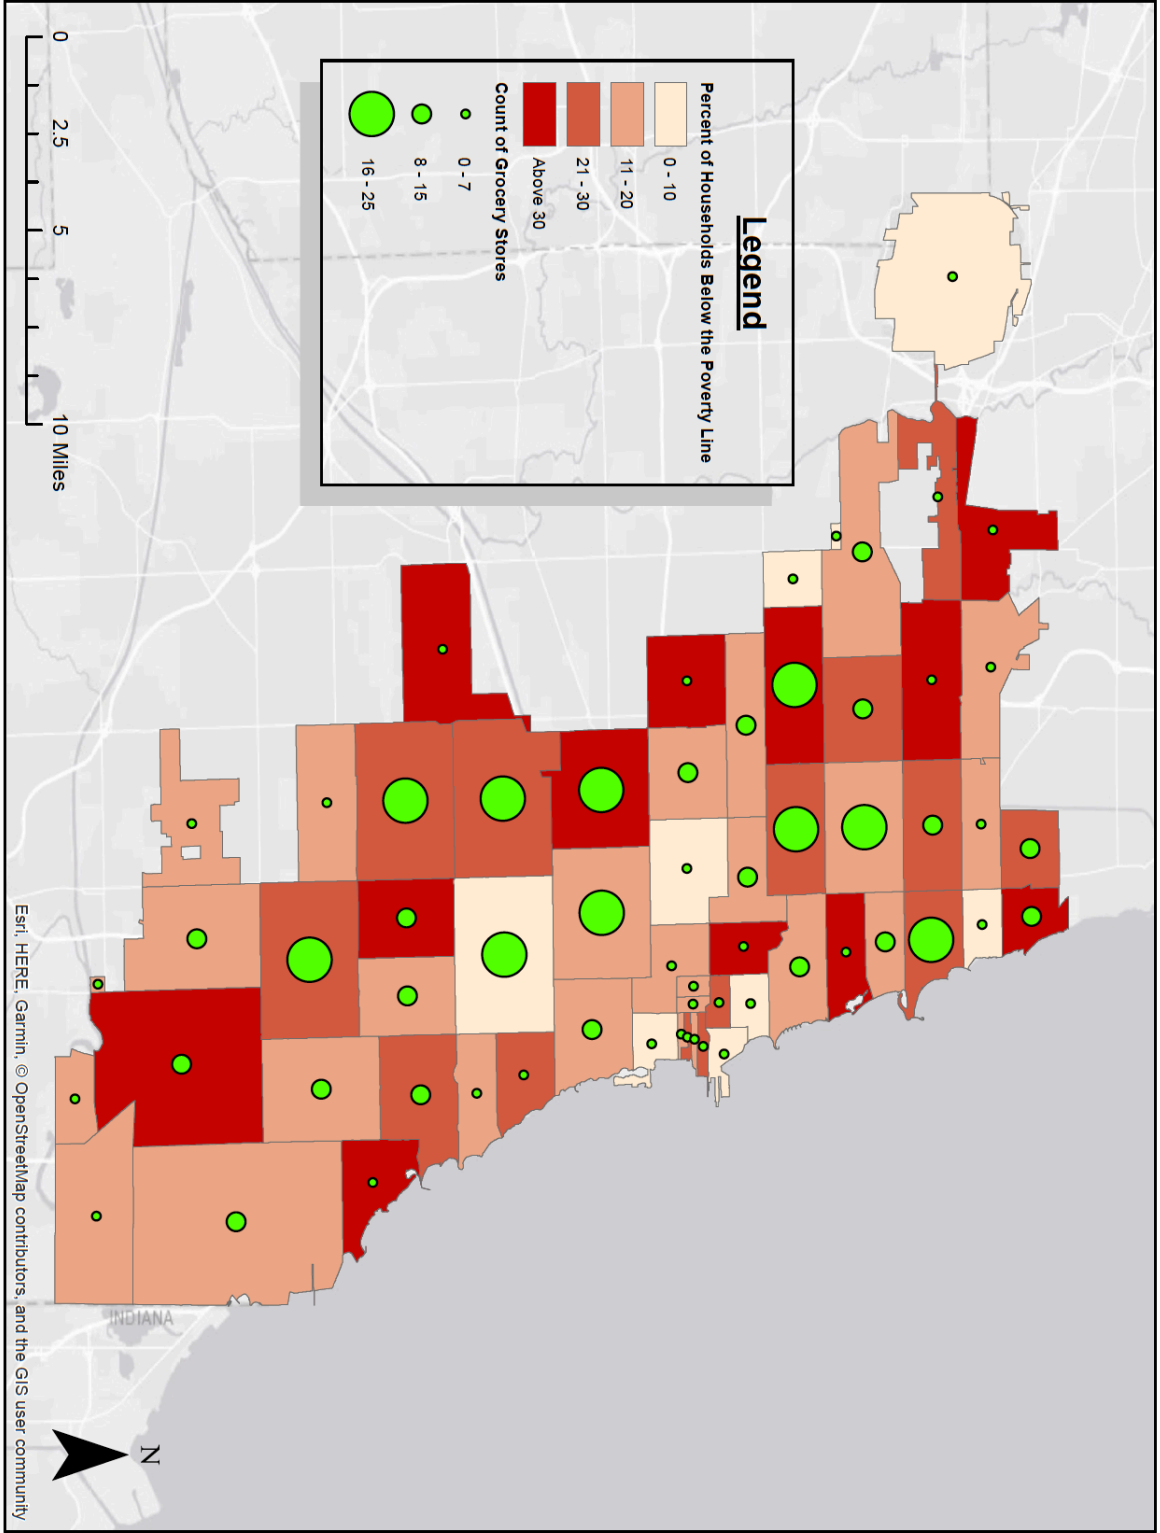 Legend
Percent of Households Below the Poverty Line
0 - 10
11 - 20
21 - 30
Above 30
Count of Grocery Stores
0 - 7
8 - 15
16 - 25
0 2.5 5 10 Miles
INDIANA
N
Esri, HERE, Garmin, © OpenStreetMap contributors, and the GIS user community